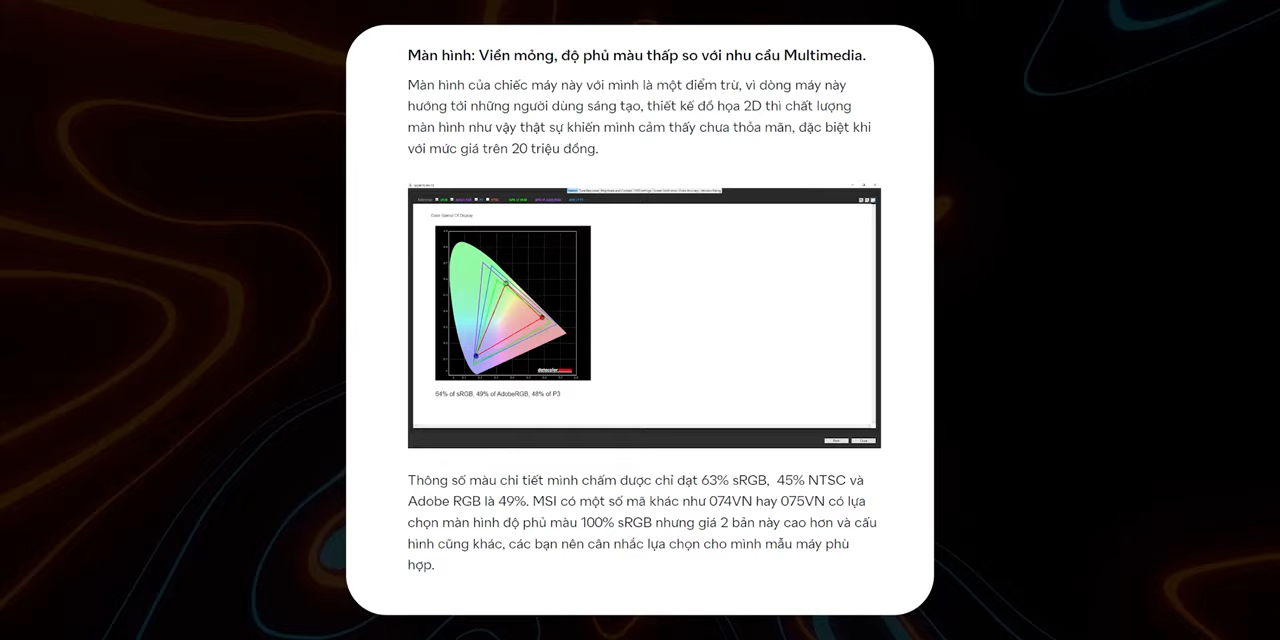 Màn hình: Viền mỏng, độ phủ màu thấp so với nhu cầu Multimedia.
Màn hình của chiếc máy này với mình là một điểm trừ, vì dòng máy này
hướng tới những người dùng sáng tạo, thiết kế đồ họa 2D thì chất lượng
màn hình như vậy thật sự khiến mình cảm thấy chưa thỏa mãn, đặc biệt khi
với mức giá trên 20 triệu đồng.
Color Gamut Of Display
datacolor
64% of sRGB, 49% of AdobeRGB, 48% of P3
Thông số màu chi tiết mình chấm được chỉ đạt 63% sRGB, 45% NTSC và
Adobe RGB là 49%. MSI có một số mã khác như 074VN hay 075VN có lựa
chọn màn hình độ phủ màu 100% sRGB nhưng giá 2 bản này cao hơn và cấu
hình cũng khác, các bạn nên cân nhắc lựa chọn cho mình mẫu máy phù
hợp.